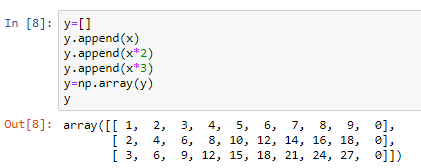 In [8]: y=[]
y.append(x)
y.append(x*2)
y.append(x*3)
y=np.array(y)
y
Out[8]: array([[ 1,  2,  3,  4,  5,  6,  7,  8,  9,  0],
[ 2,  4,  6,  8, 10, 12, 14, 16, 18,  0],
[ 3,  6,  9, 12, 15, 18, 21, 24, 27,  0]])